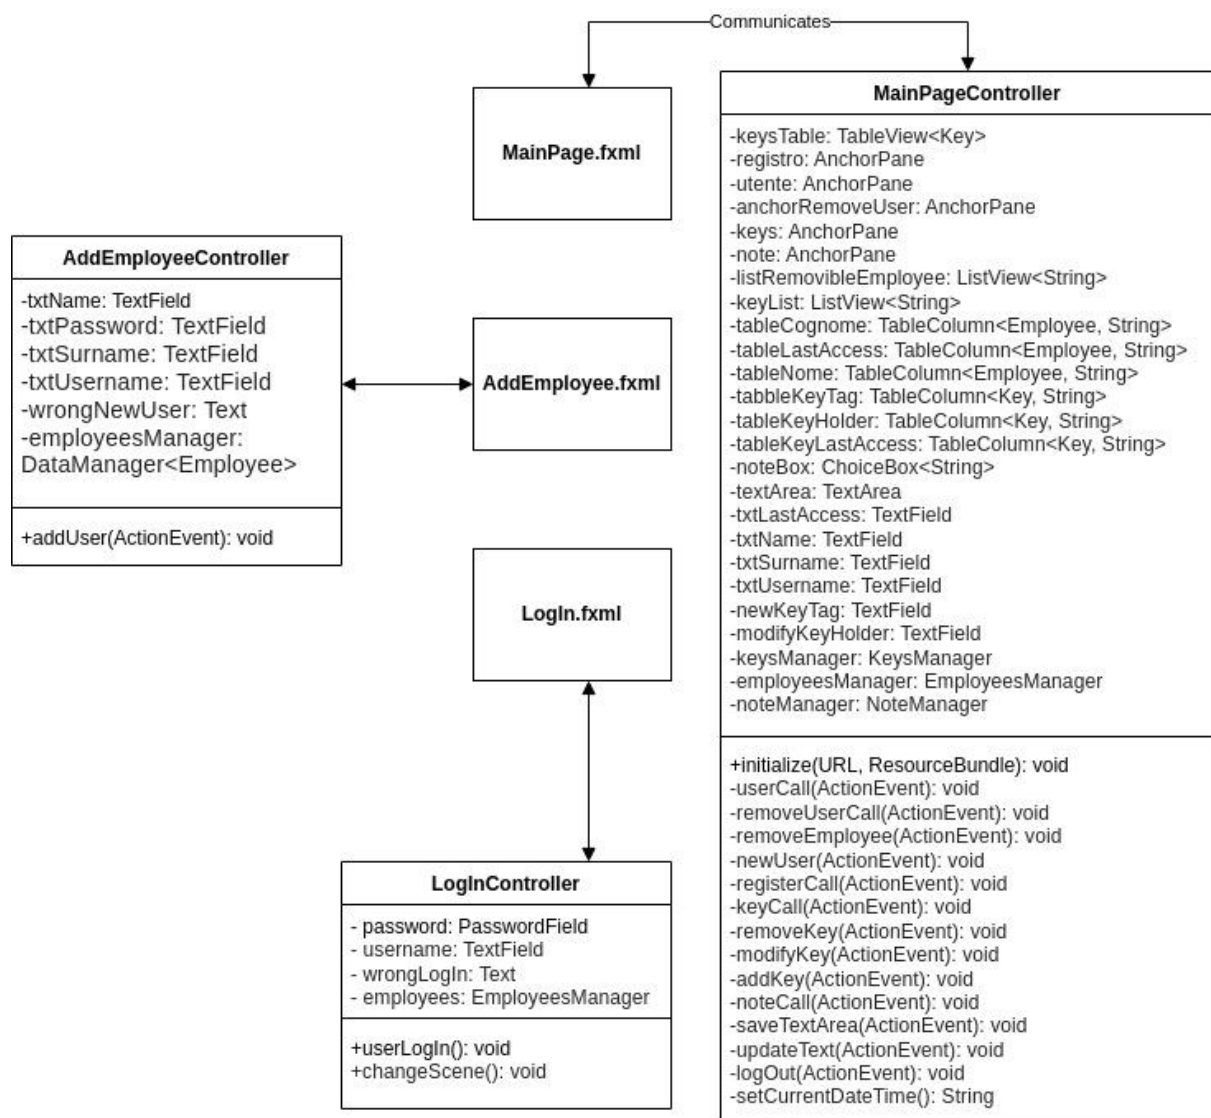 Communicates
MainPage.fxml
MainPageController
-keysTable: TableView<Key>
-registro: AnchorPane
-utente: AnchorPane
-anchorRemoveUser: AnchorPane
-keys: AnchorPane
-note: AnchorPane
-listRemovibleEmployee: ListView<String>
-keyList: ListView<String>
-tableCognome: TableColumn<Employee, String>
-tableLastAccess: TableColumn<Employee, String>
-tableNome: TableColumn<Employee, String>
-tabbleKeyTag: TableColumn<Key, String>
-tableKeyHolder: TableColumn<Key, String>
-tableKeyLastAccess: TableColumn<Key, String>
-noteBox: ChoiceBox<String>
-textArea: TextArea
-txtLastAccess: TextField
-txtName: TextField
-txtSurname: TextField
-txtUsername: TextField
-newKeyTag: TextField
-modifyKeyHolder: TextField
-keysManager: KeysManager
-employeesManager: EmployeesManager
-noteManager: NoteManager
+initialize(URL, ResourceBundle): void
-userCall(ActionEvent): void
-removeUserCall(ActionEvent): void
-removeEmployee(ActionEvent): void
-newUser(ActionEvent): void
-registerCall(ActionEvent): void
-keyCall(ActionEvent): void
-removeKey(ActionEvent): void
-modifyKey(ActionEvent): void
-addKey(ActionEvent): void
-noteCall(ActionEvent): void
-saveTextArea(ActionEvent): void
-updateText(ActionEvent): void
-logOut(ActionEvent): void
-setCurrentDateTime(): String
AddEmployeeController
-txtName: TextField
-txtPassword: TextField
-txtSurname: TextField
-txtUsername: TextField
-wrongNewUser: Text
-employeesManager:
DataManager<Employee>
+addUser(ActionEvent): void
AddEmployee.fxml
LogIn.fxml
LogInController
- password: PasswordField
- username: TextField
- wrongLogIn: Text
- employees: EmployeesManager
+userLogIn(): void
+changeScene(): void